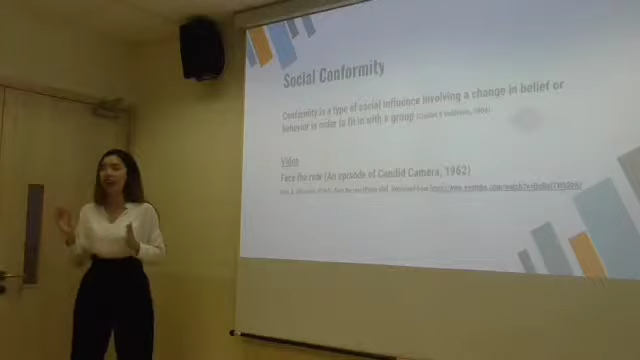 Social Conformity
Conformity is a type of social influence involving a change in belief or
behavior in order to fit in with a group
Video
Face the rear (An episode of Candid Camera, 1962)